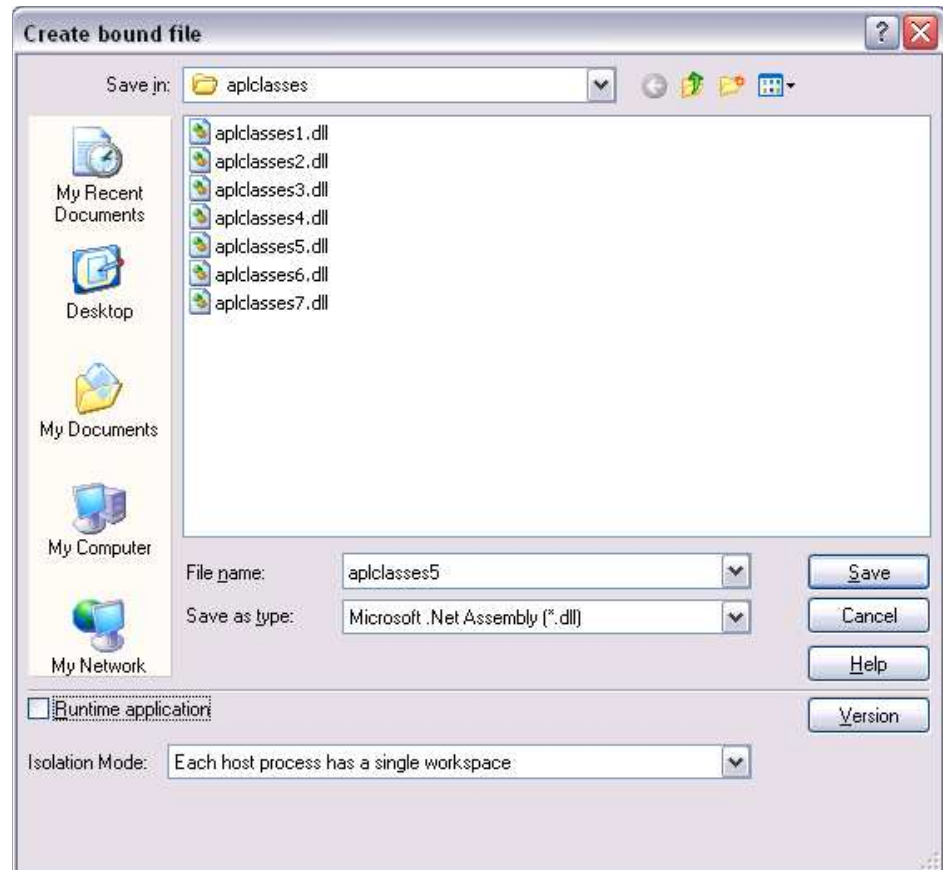 Create bound file
Save in: aplclasses
My Recent Documents
Desktop
My Documents
My Computer
My Network
aplclasses1.dll
aplclasses2.dll
aplclasses3.dll
aplclasses4.dll
aplclasses5.dll
aplclasses6.dll
aplclasses7.dll
File name: aplclasses5 Save
Save as type: Microsoft .Net Assembly (*.dll) Cancel
Help
Runtime application Version
Isolation Mode: Each host process has a single workspace